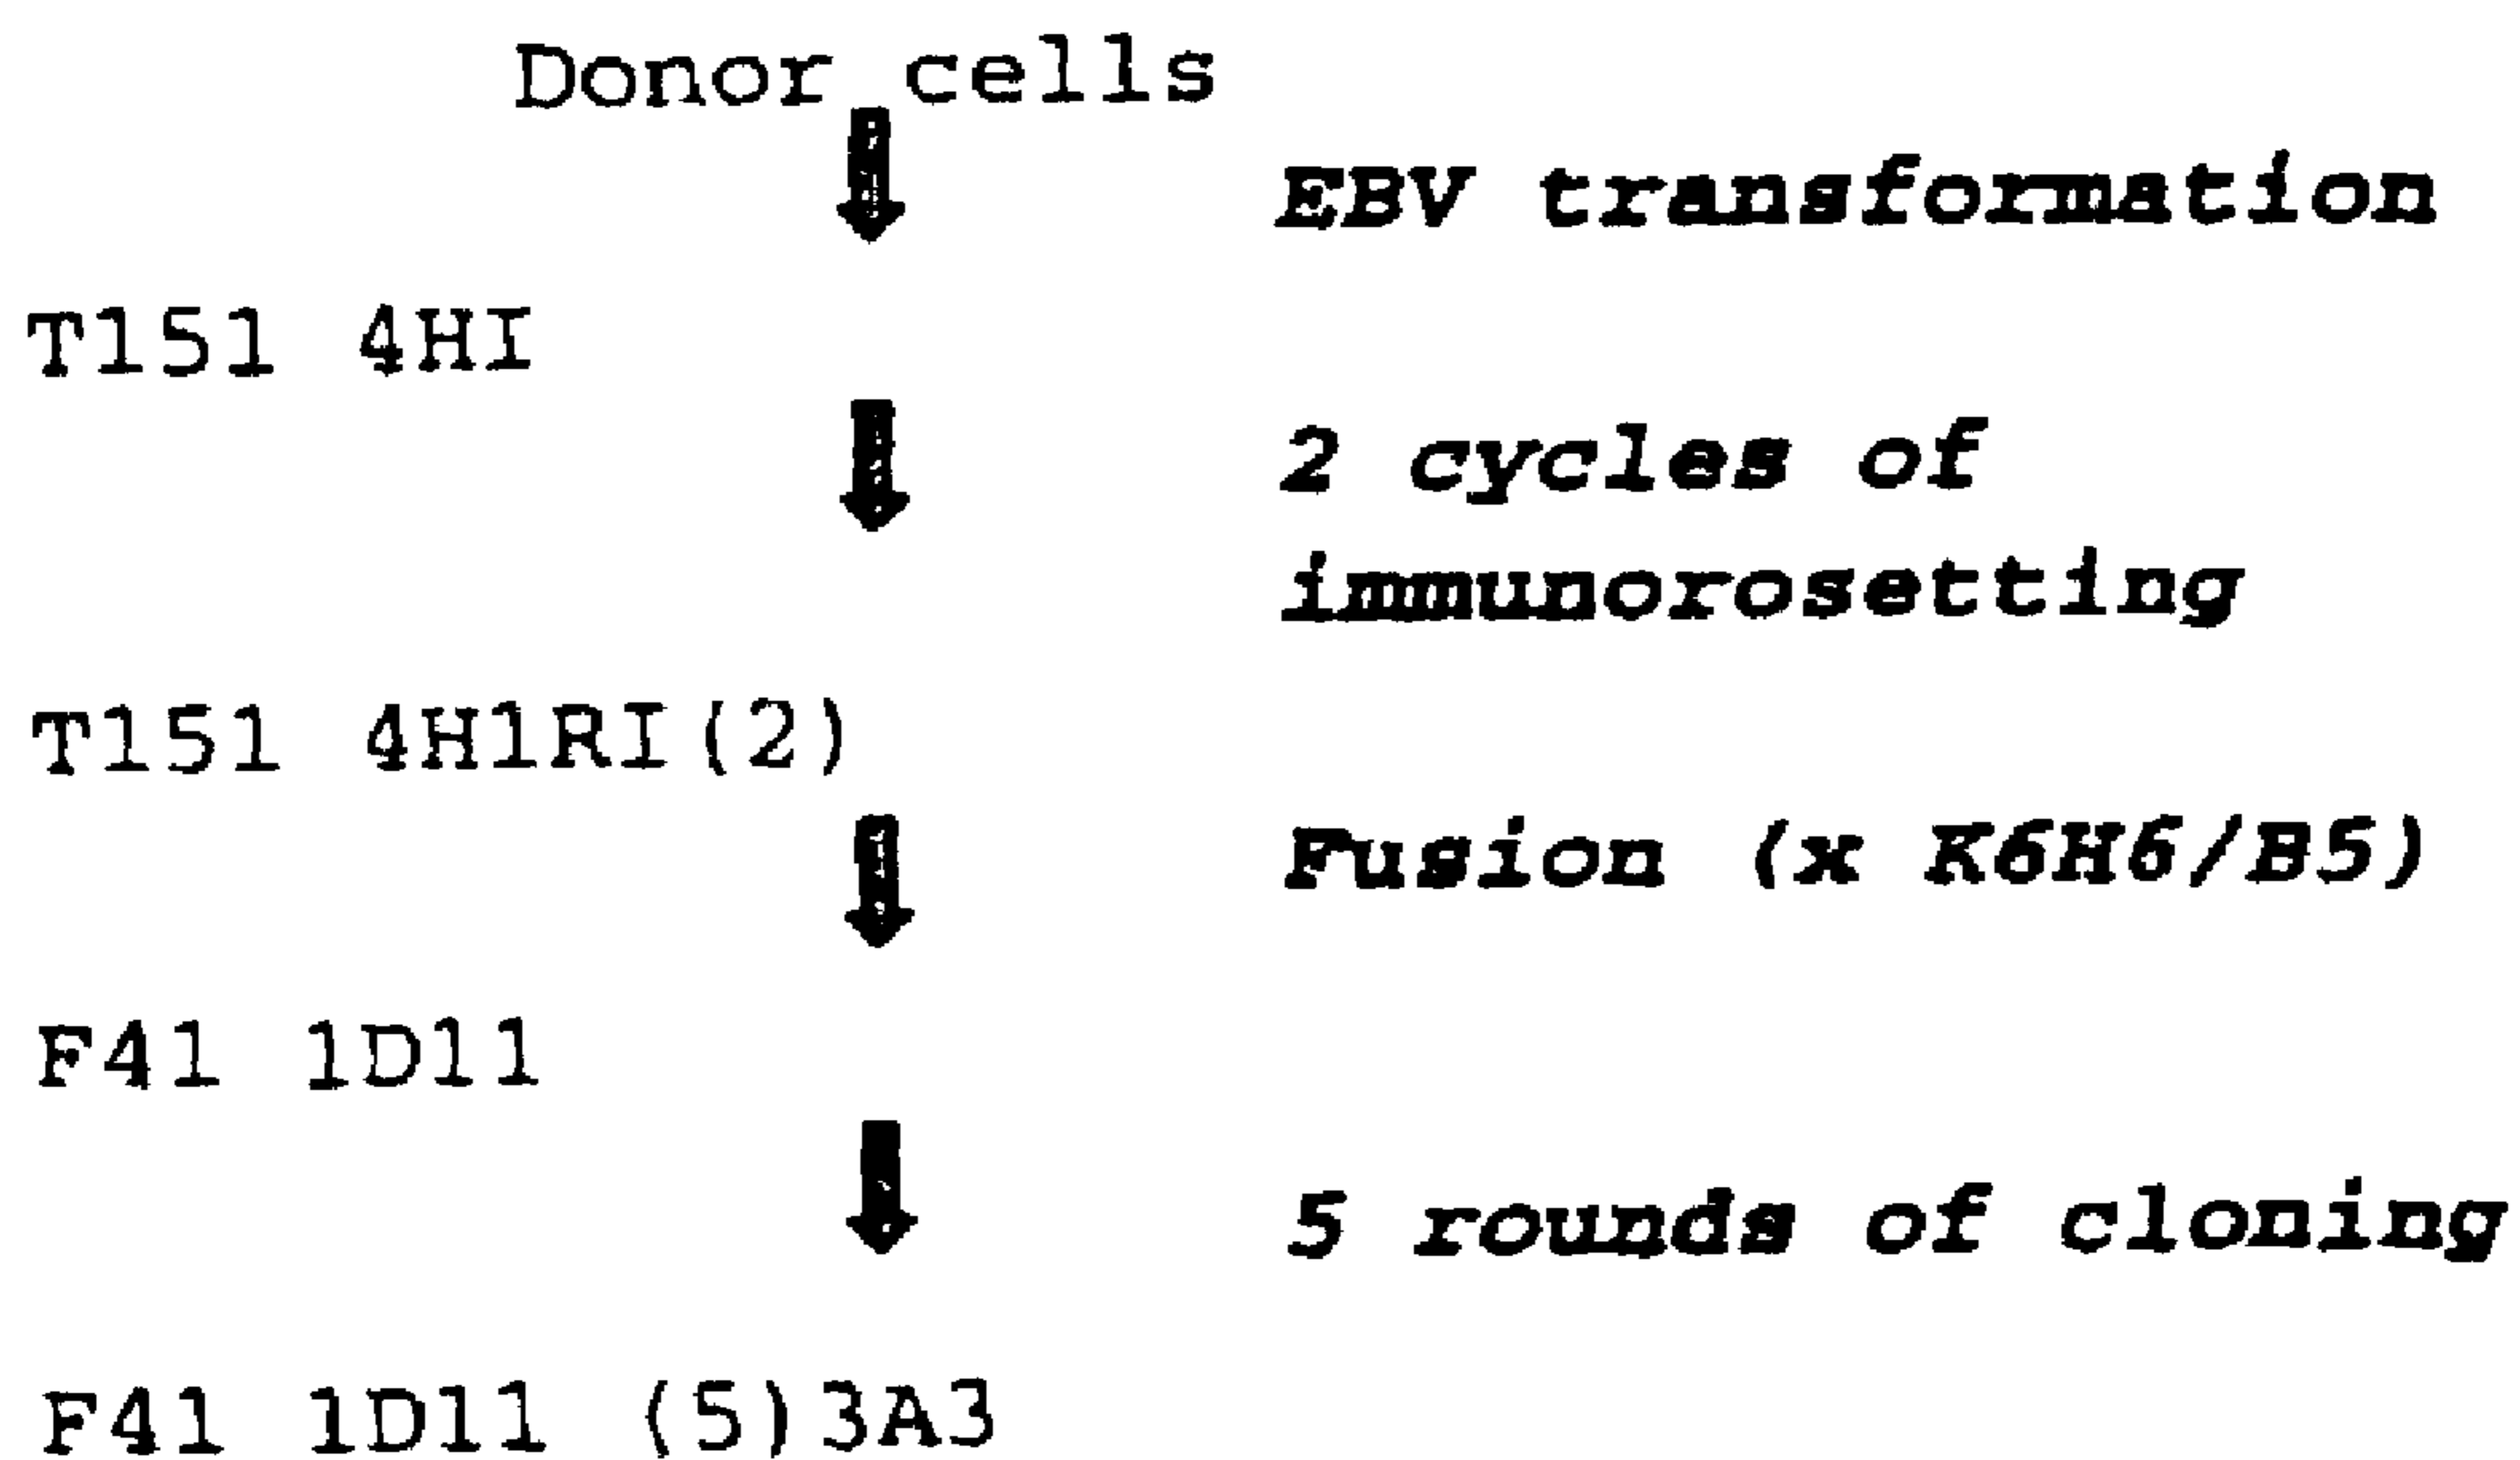 Donor cells
EBV transformation
T151 4HI
2 cycles of
immunorosetting
T151 4H1RI(2)
Fusion (x K6H6/B5)
F41 1D11
5 rounds of cloning
F41 1D11 (5)3A3